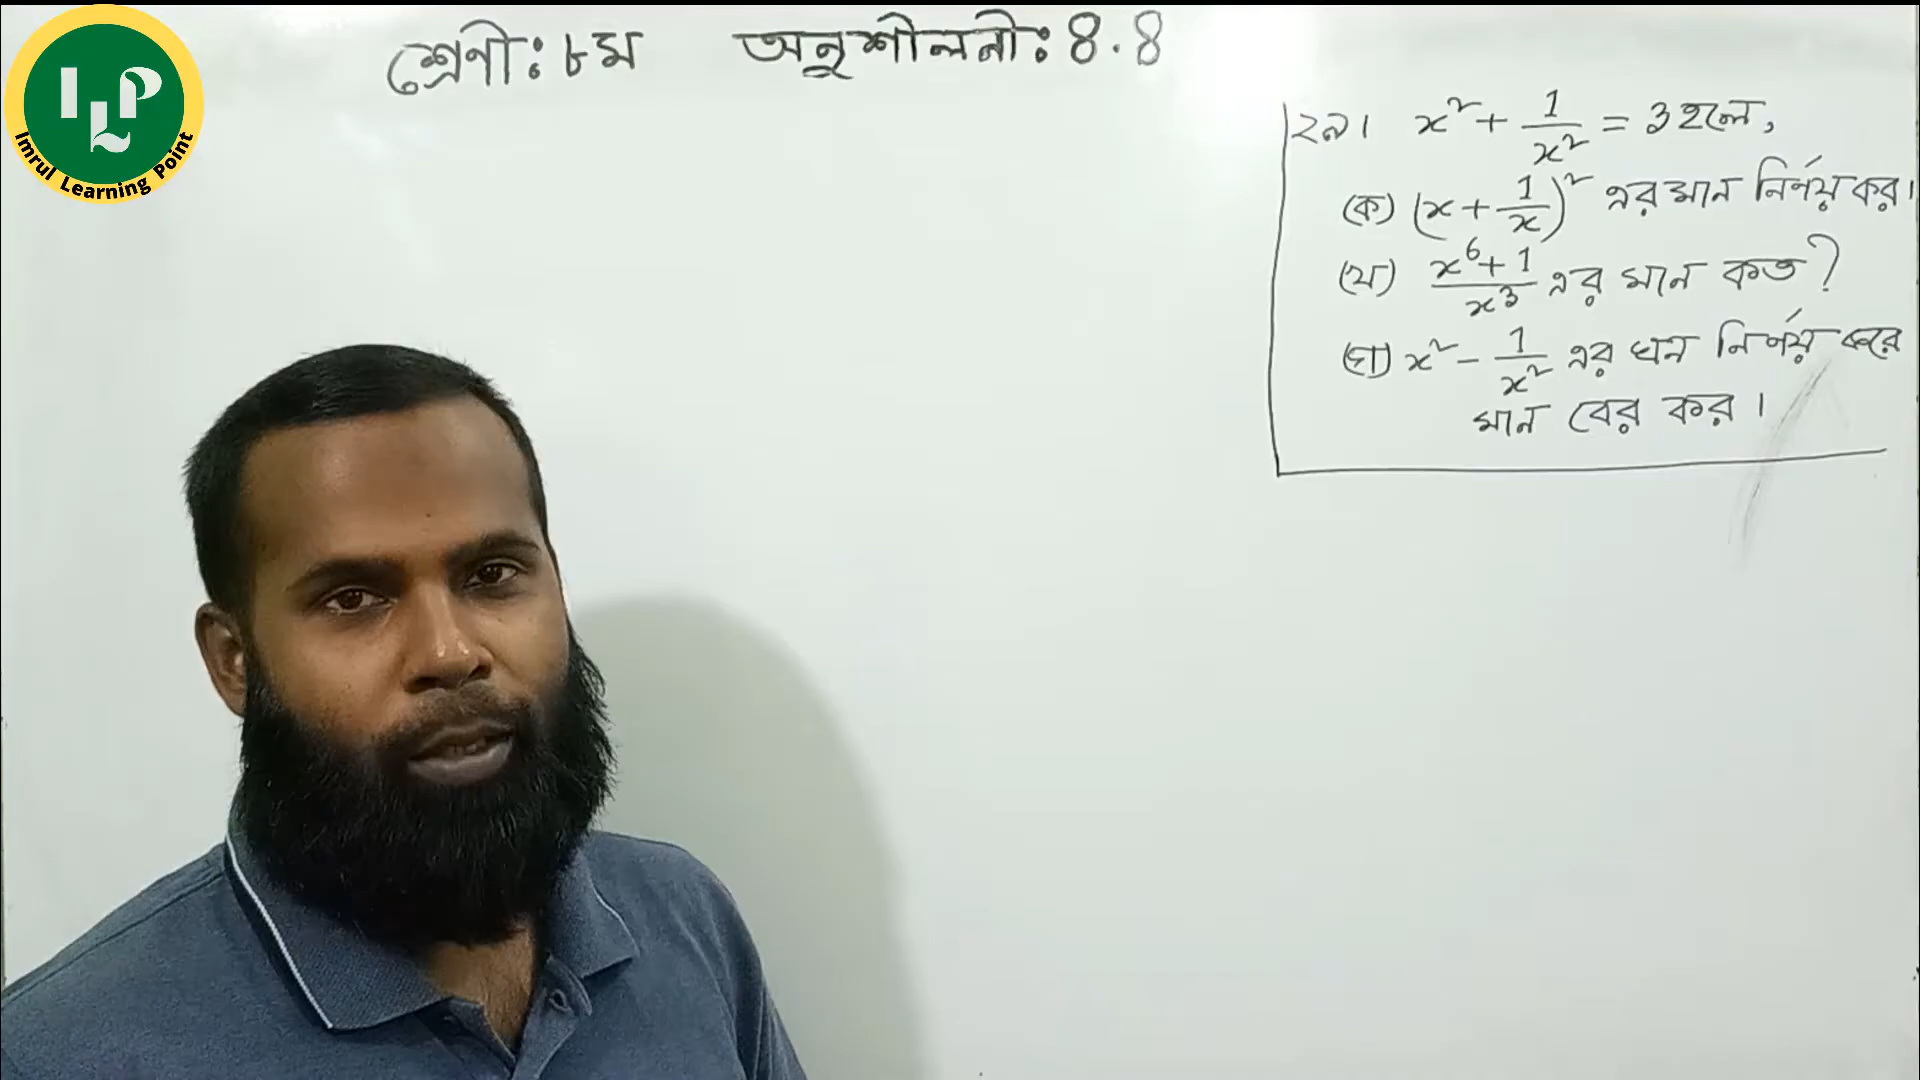 ILP
Imrul Learning Point
শ্রেণী: ৮ম অনুশীলনী: ৪.৪
২৯। x² + 1/x² = 3 হলে,
(ক) (x + 1/x)² এর মান নির্ণয় কর।
(খ) x⁶+1/x³ এর মান কত?
(গ) x² - 1/x² এর ঘন নির্ণয় করে
মান বের কর।